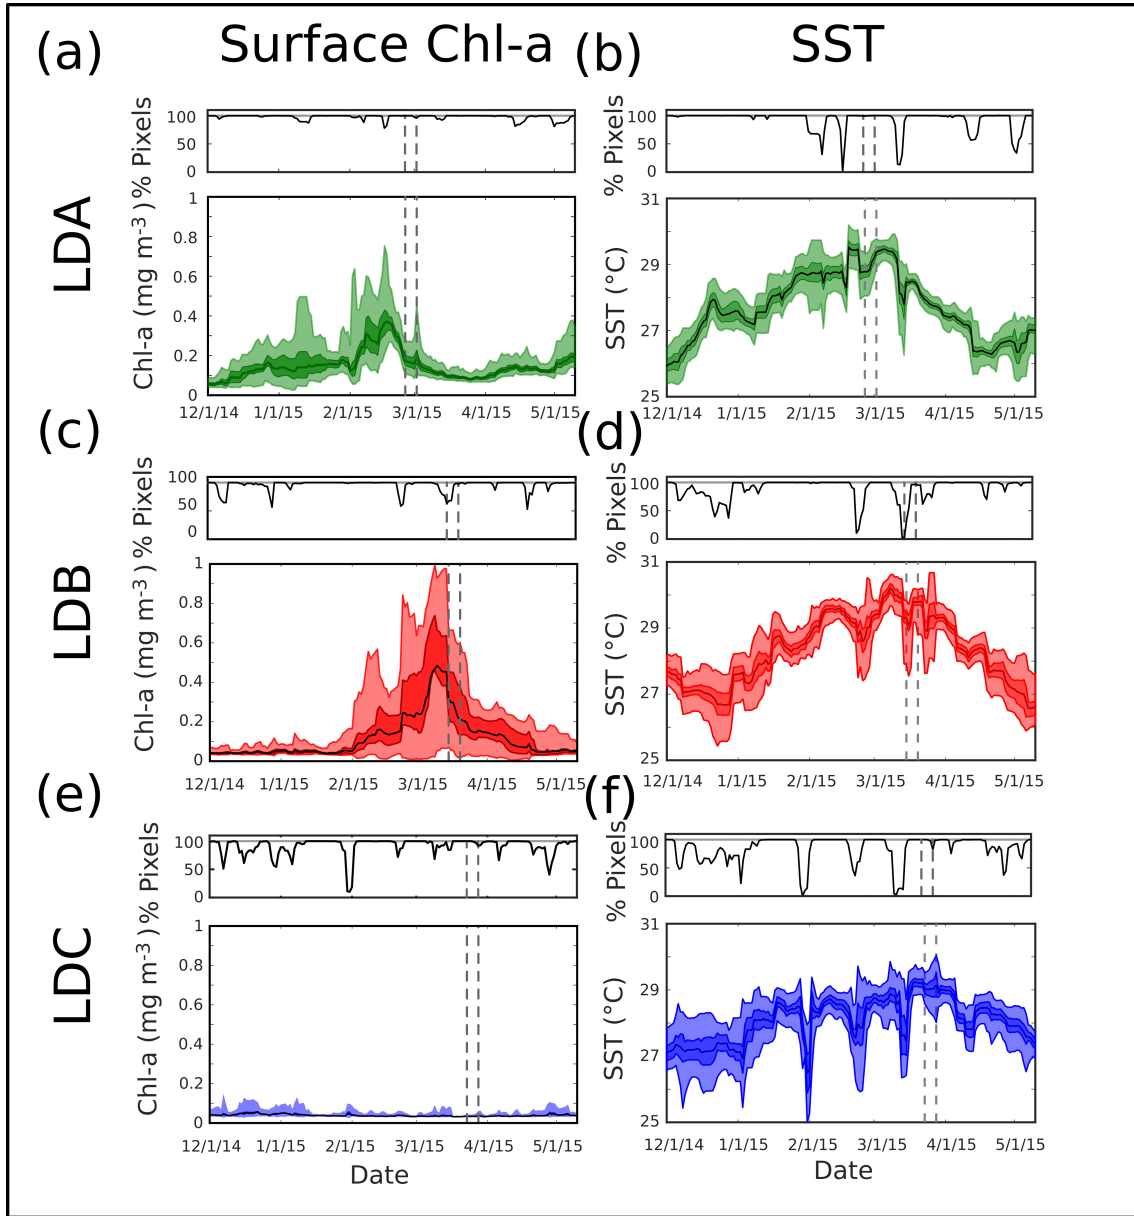 (a) Surface Chl-a (b) SST
LDA
% Pixels
100
50
0
% Pixels
100
50
0
Chl-a (mg m-3)
1
0.8
0.6
0.4
0.2
0
12/1/14 1/1/15 2/1/15 3/1/15 4/1/15 5/1/15
SST (°C)
31
29
27
25
12/1/14 1/1/15 2/1/15 3/1/15 4/1/15 5/1/15
(c) (d)
LDB
% Pixels
100
50
0
% Pixels
100
50
0
Chl-a (mg m-3)
1
0.8
0.6
0.4
0.2
0
12/1/14 1/1/15 2/1/15 3/1/15 4/1/15 5/1/15
SST (°C)
31
29
27
25
12/1/14 1/1/15 2/1/15 3/1/15 4/1/15 5/1/15
(e) (f)
LDC
% Pixels
100
50
0
% Pixels
100
50
0
Chl-a (mg m-3)
1
0.8
0.6
0.4
0.2
0
12/1/14 1/1/15 2/1/15 3/1/15 4/1/15 5/1/15
Date
SST (°C)
31
29
27
25
12/1/14 1/1/15 2/1/15 3/1/15 4/1/15 5/1/15
Date